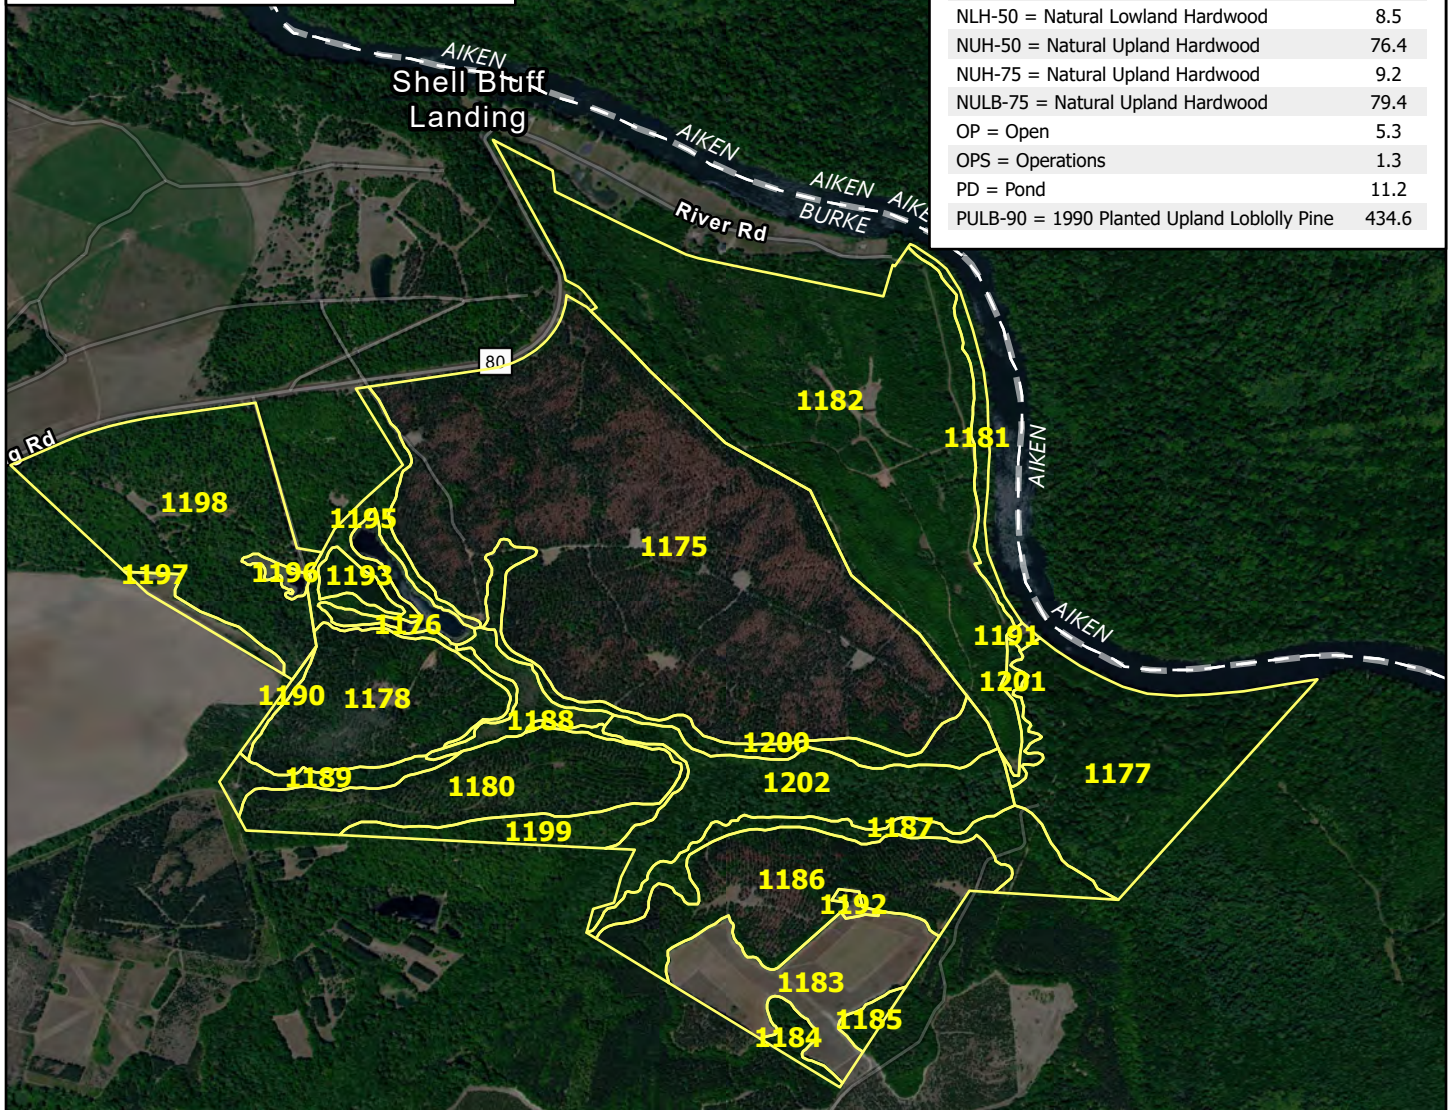 NLH-50 = Natural Lowland Hardwood 8.5
NUH-50 = Natural Upland Hardwood 76.4
NUH-75 = Natural Upland Hardwood 9.2
NULB-75 = Natural Upland Hardwood 79.4
OP = Open 5.3
OPS = Operations 1.3
PD = Pond 11.2
PULB-90 = 1990 Planted Upland Loblolly Pine 434.6
AIKEN
Shell Bluff
Landing
AIKEN
AIKEN
AIKE
BURKE
River Rd
80
1182
1181
AIKEN
g Rd
1198
1195
1175
1197
1196
1193
1176
AIKEN
1191
1201
1190
1178
1188
1200
1177
1189
1180
1202
1199
1187
1186
1192
1183
1185
1184